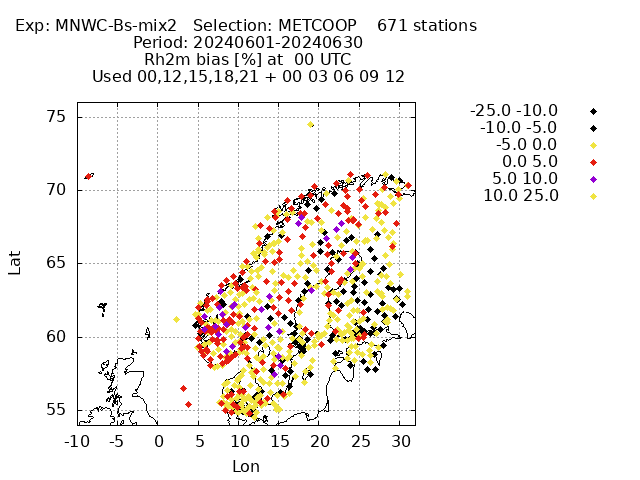 Exp: MNWC-Bs-mix2   Selection: METCOOP    671 stations
Period: 20240601-20240630
Rh2m bias [%] at  00 UTC
Used 00,12,15,18,21 + 00 03 06 09 12
-25.0 -10.0
-10.0 -5.0
-5.0 0.0
0.0 5.0
5.0 10.0
10.0 25.0
75
70
65
60
55
Lat
-10 -5 0 5 10 15 20 25 30
Lon